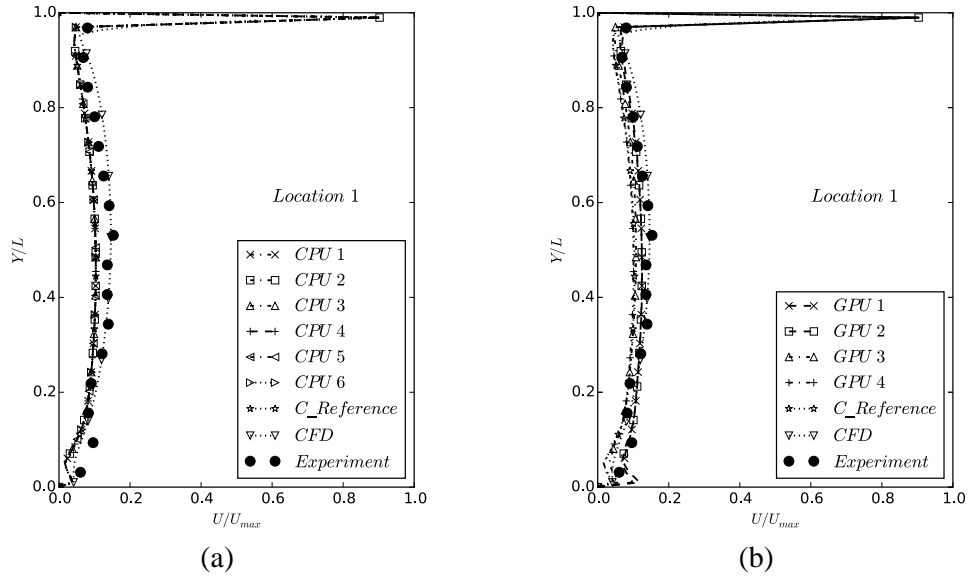 1.0
0.8
0.6
0.4
0.2
0.0
Y/L
Location 1
CPU 1
CPU 2
CPU 3
CPU 4
CPU 5
CPU 6
C_Reference
CFD
Experiment
0.0 0.2 0.4 0.6 0.8 1.0
U/Umax
(a)
1.0
0.8
0.6
0.4
0.2
0.0
Y/L
Location 1
GPU 1
GPU 2
GPU 3
GPU 4
C_Reference
CFD
Experiment
0.0 0.2 0.4 0.6 0.8 1.0
U/Umax
(b)